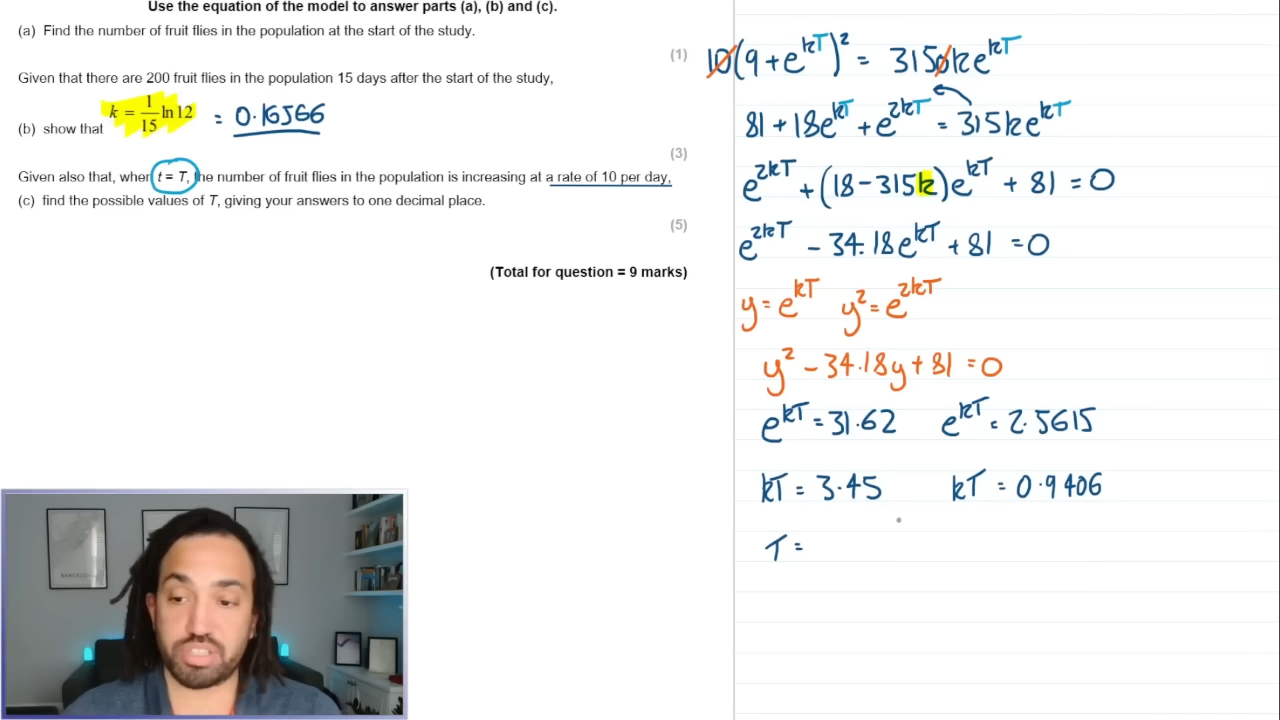 Use the equation of the model to answer parts (a), (b) and (c).
(a) Find the number of fruit flies in the population at the start of the study.
(1)
Given that there are 200 fruit flies in the population 15 days after the start of the study,
(b) show that k = 1/15 ln 12 = 0.16566
(3)
Given also that, when t = T, the number of fruit flies in the population is increasing at a rate of 10 per day,
(c) find the possible values of T, giving your answers to one decimal place.
(5)
(Total for question = 9 marks)
10(9 + e^{kT})² = 3150ke^{kT}
81 + 18e^{kT} + e^{2kT} = 315ke^{kT}
e^{2kT} + (18 - 315k)e^{kT} + 81 = 0
e^{2kT} - 34.18e^{kT} + 81 = 0
y = e^{kT} y² = e^{2kT}
y² - 34.18y + 81 = 0
e^{kT} = 31.62 e^{kT} = 2.5615
kT = 3.45 kT = 0.9406
T =
BARCELONA